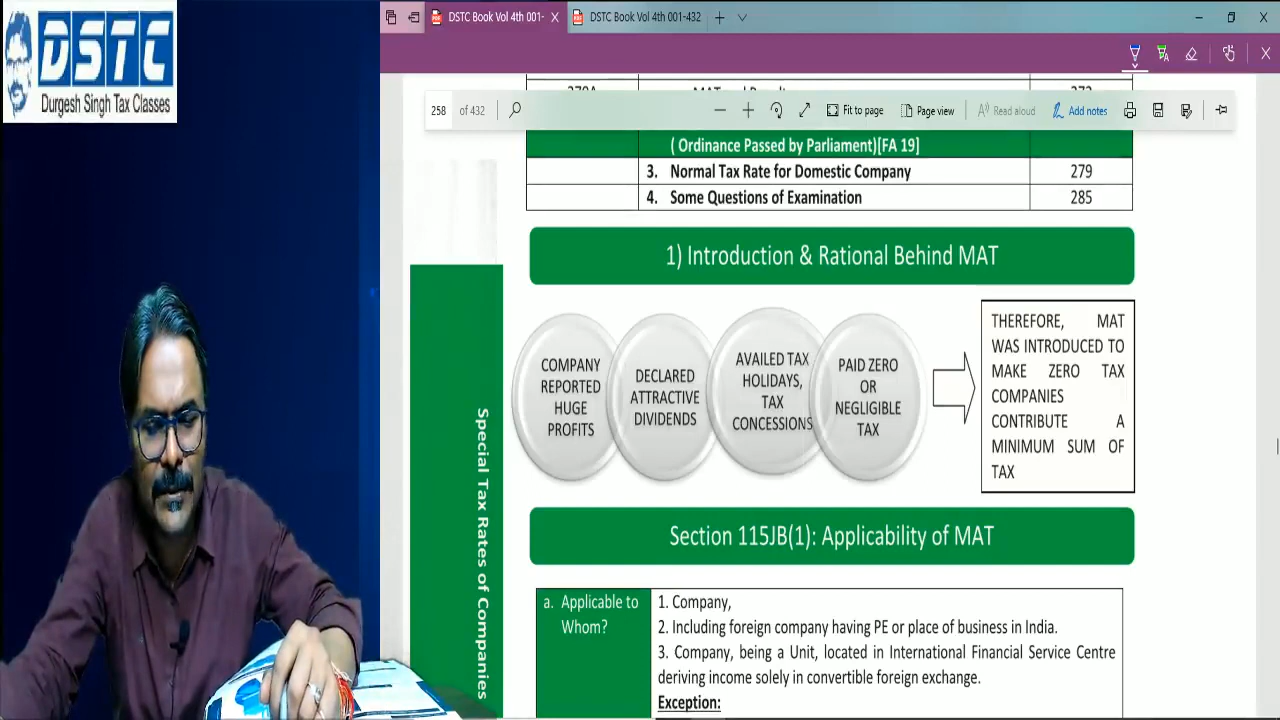 DSTC
Durgesh Singh Tax Classes
DSTC Book Vol 4th 001-
DSTC Book Vol 4th 001-432
258 of 432
Fit to page
Page view
Read aloud
Add notes
( Ordinance Passed by Parliament)[FA 19]
3. Normal Tax Rate for Domestic Company 279
4. Some Questions of Examination 285
1) Introduction & Rational Behind MAT
COMPANY
REPORTED
HUGE
PROFITS
DECLARED
ATTRACTIVE
DIVIDENDS
AVAILED TAX
HOLIDAYS,
TAX
CONCESSIONS
PAID ZERO
OR
NEGLIGIBLE
TAX
THEREFORE, MAT
WAS INTRODUCED TO
MAKE ZERO TAX
COMPANIES
CONTRIBUTE A
MINIMUM SUM OF
TAX
Special Tax Rates of Companies
Section 115JB(1): Applicability of MAT
a. Applicable to
Whom?
1. Company,
2. Including foreign company having PE or place of business in India.
3. Company, being a Unit, located in International Financial Service Centre
deriving income solely in convertible foreign exchange.
Exception: